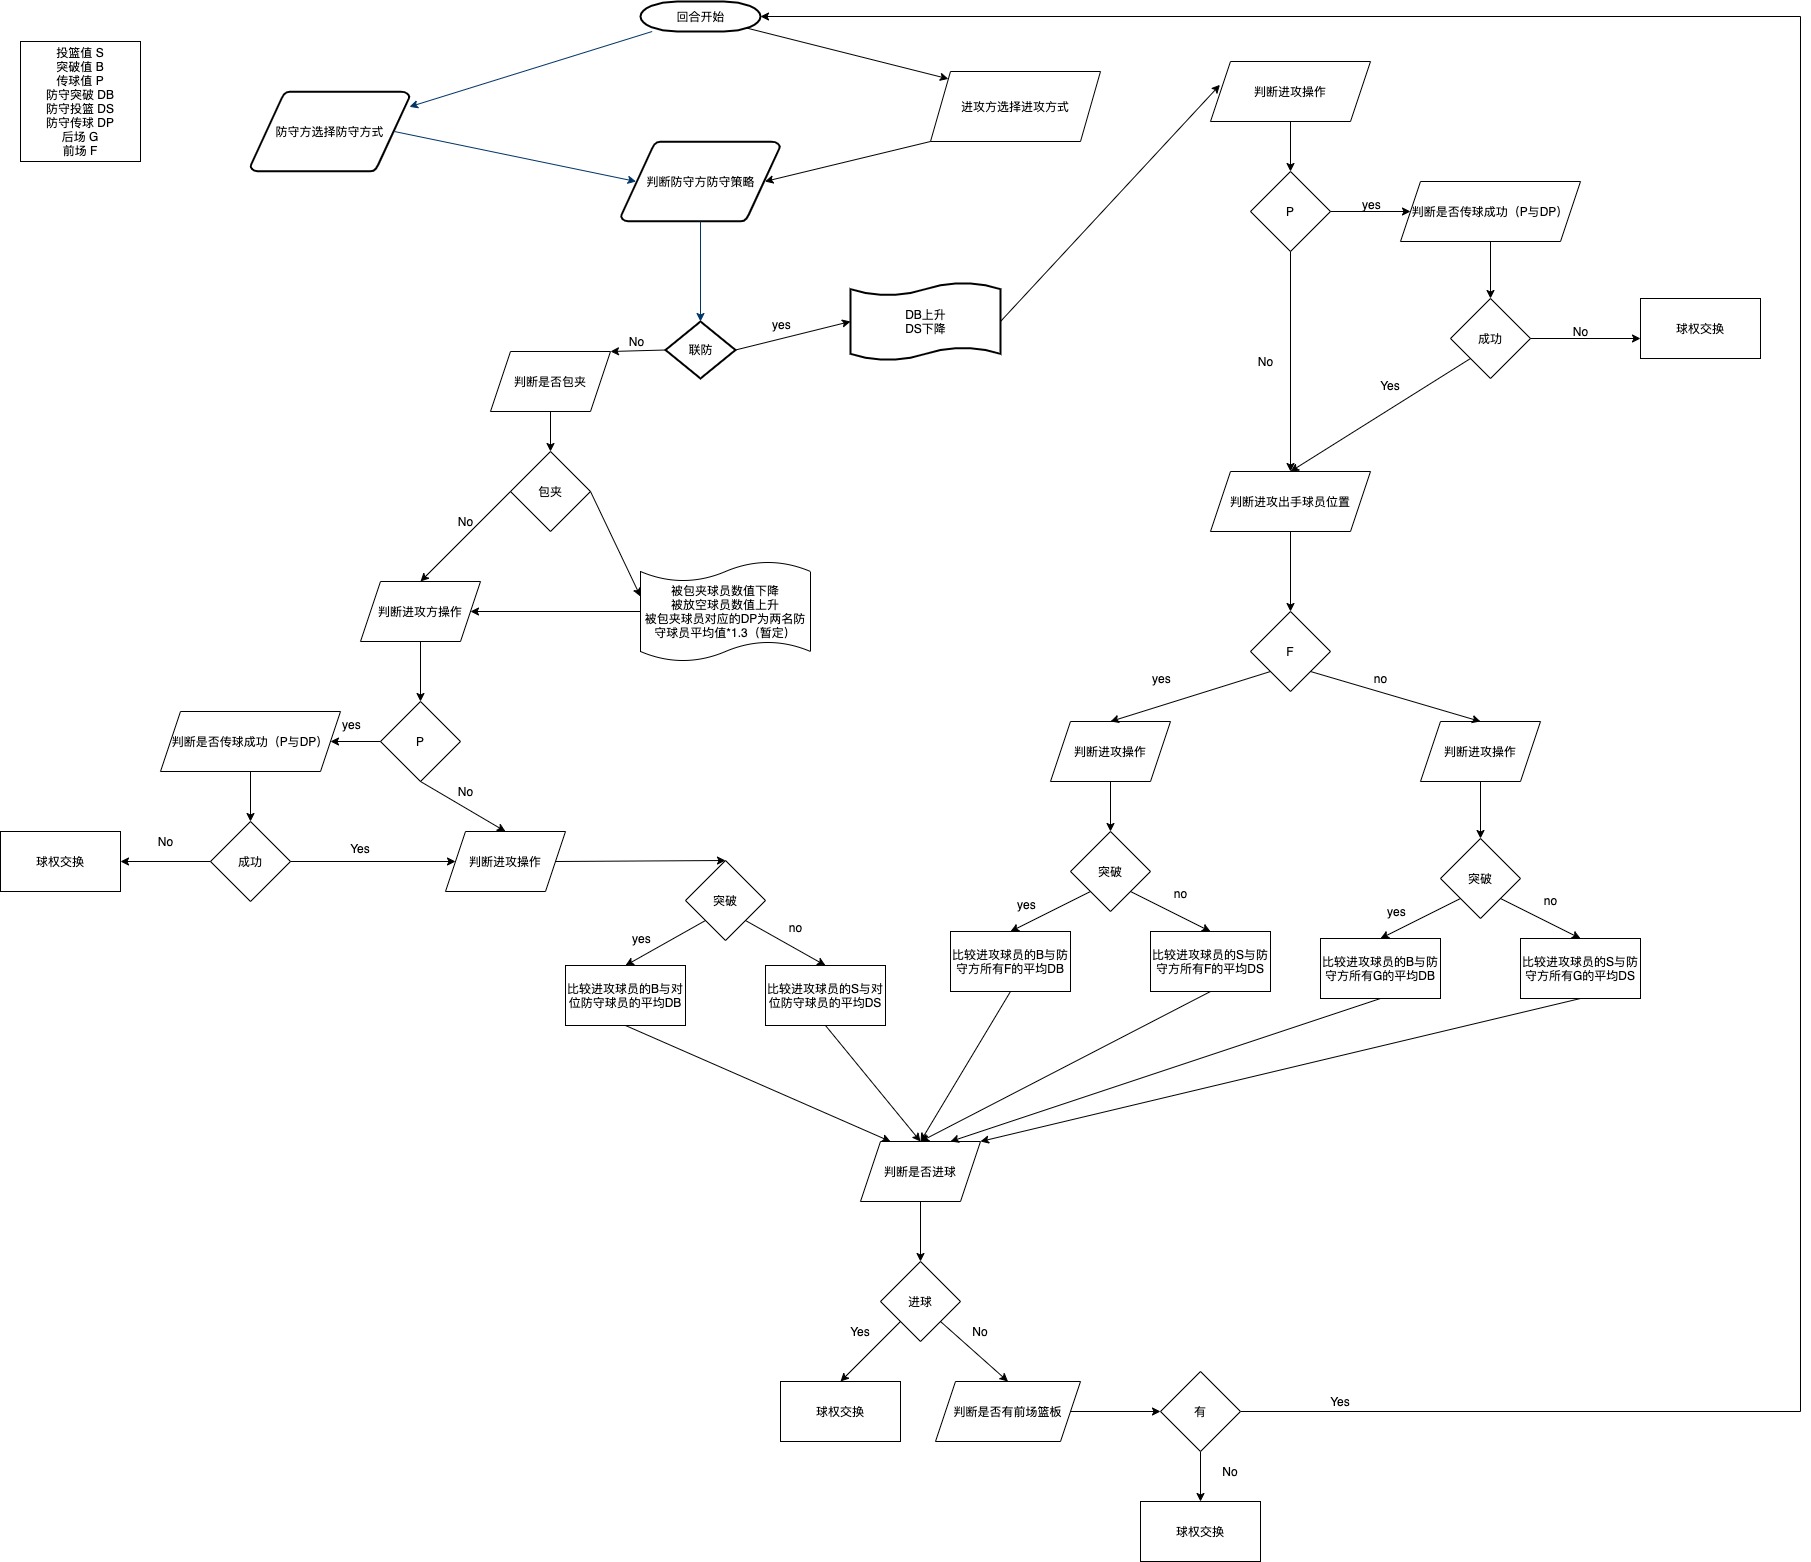 回合开始
投篮值 S
突破值 B
传球值 P
防守突破 DB
防守投篮 DS
防守传球 DP
后场 G
前场 F
防守方选择防守方式
进攻方选择进攻方式
判断防守方防守策略
判断进攻操作
P
yes
判断是否传球成功（P与DP）
No
成功
No
球权交换
Yes
联防
yes
No
DB上升
DS下降
判断是否包夹
包夹
No
判断进攻方操作
被包夹球员数值下降
被放空球员数值上升
被包夹球员对应的DP为两名防
守球员平均值*1.3（暂定）
判断进攻出手球员位置
F
yes
no
P
yes
判断是否传球成功（P与DP）
No
成功
No
球权交换
Yes
判断进攻操作
突破
yes
no
比较进攻球员的B与对
位防守球员的平均DB
比较进攻球员的S与对
位防守球员的平均DS
判断进攻操作
突破
yes
no
比较进攻球员的B与防
守方所有F的平均DB
比较进攻球员的S与防
守方所有F的平均DS
判断进攻操作
突破
yes
no
比较进攻球员的B与防
守方所有G的平均DB
比较进攻球员的S与防
守方所有G的平均DS
判断是否进球
进球
Yes
No
球权交换
判断是否有前场篮板
有
Yes
No
球权交换